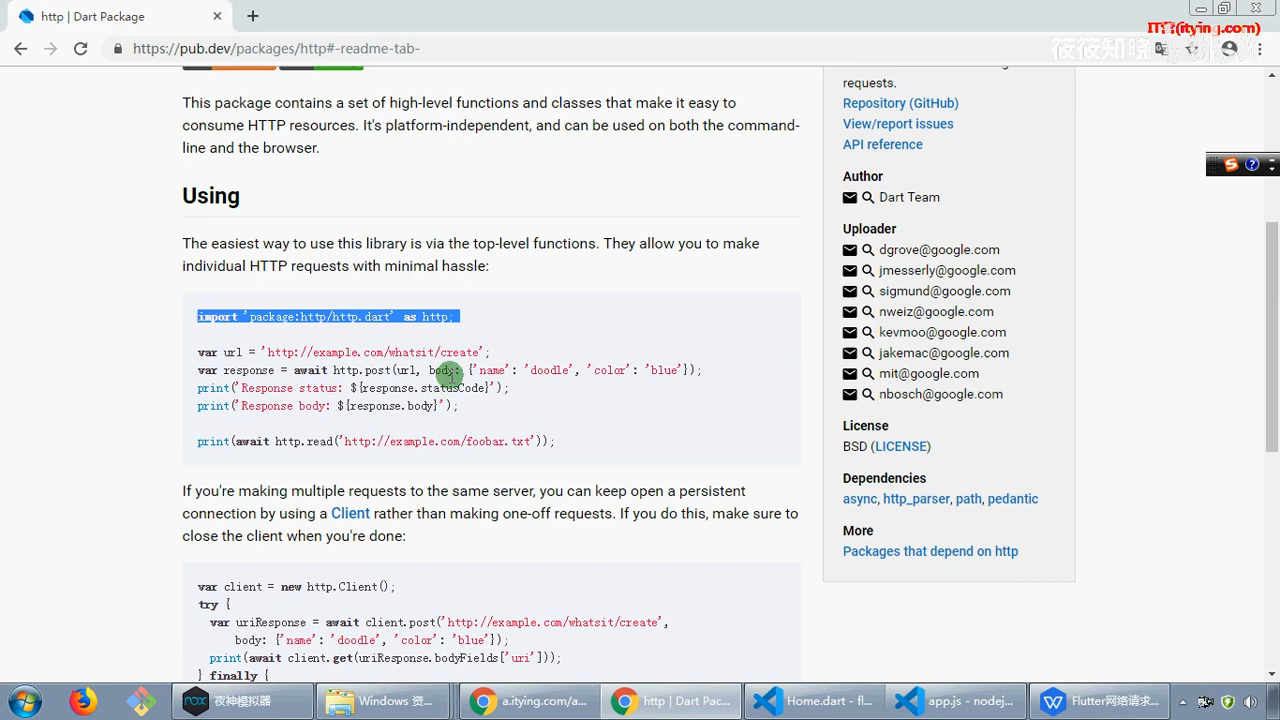 http | Dart Package
IT营(itying.com)
https://pub.dev/packages/http#-readme-tab-
筱筱知晓
This package contains a set of high-level functions and classes that make it easy to
consume HTTP resources. It's platform-independent, and can be used on both the command-
line and the browser.
Using
The easiest way to use this library is via the top-level functions. They allow you to make
individual HTTP requests with minimal hassle:
import 'package:http/http.dart' as http;
var url = 'http://example.com/whatsit/create';
var response = await http.post(url, body: {'name': 'doodle', 'color': 'blue'});
print('Response status: ${response.statusCode}');
print('Response body: ${response.body}');
print(await http.read('http://example.com/foobar.txt'));
If you're making multiple requests to the same server, you can keep open a persistent
connection by using a Client rather than making one-off requests. If you do this, make sure to
close the client when you're done:
var client = new http.Client();
try {
var uriResponse = await client.post('http://example.com/whatsit/create',
body: {'name': 'doodle', 'color': 'blue'});
print(await client.get(uriResponse.bodyFields['uri']));
} finally {
requests.
Repository (GitHub)
View/report issues
API reference
Author
Dart Team
Uploader
dgrove@google.com
jmesserly@google.com
sigmund@google.com
nweiz@google.com
kevmoo@google.com
jakemac@google.com
mit@google.com
nbosch@google.com
License
BSD (LICENSE)
Dependencies
async, http_parser, path, pedantic
More
Packages that depend on http
nox 夜神模拟器
Windows 资...
a.itying.com/a...
http | Dart Pac...
Home.dart - fl...
app.js - nodej...
Flutter网络请求...